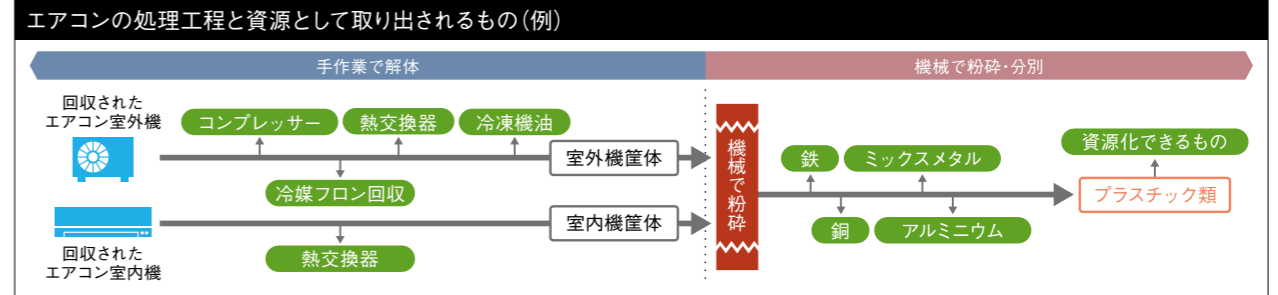 エアコンの処理工程と資源として取り出されるもの(例)
手作業で解体
機械で粉砕・分別
回収された
エアコン室外機
コンプレッサー
熱交換器
冷凍機油
冷媒フロン回収
室外機筐体
回収された
エアコン室内機
熱交換器
室内機筐体
機械で粉砕
鉄
ミックスメタル
銅
アルミニウム
資源化できるもの
プラスチック類